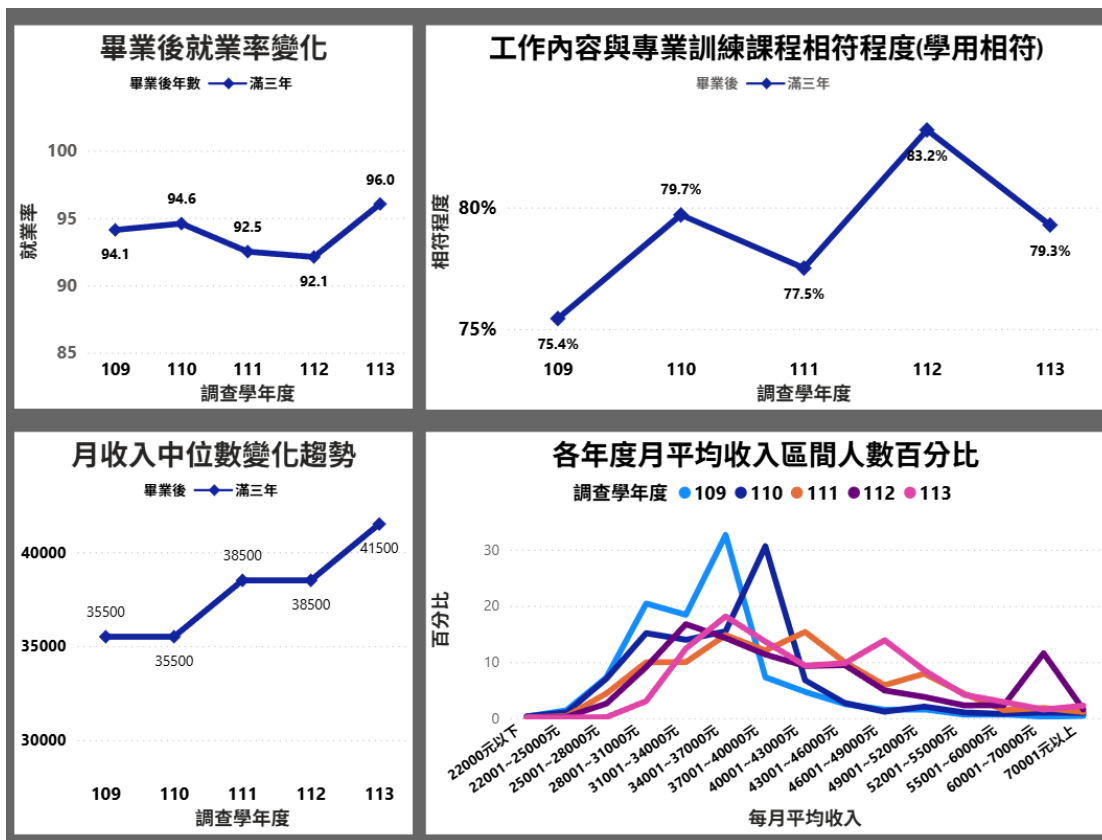 畢業後就業率變化
畢業後年數 滿三年
100
95
90
85
就業率
94.1
94.6
92.5
92.1
96.0
109 110 111 112 113
調查學年度
工作內容與專業訓練課程相符程度(學用相符)
畢業後 滿三年
80%
75%
相符程度
75.4%
79.7%
77.5%
83.2%
79.3%
109 110 111 112 113
調查學年度
月收入中位數變化趨勢
畢業後 滿三年
40000
35000
30000
35500
35500
38500
38500
41500
109 110 111 112 113
調查學年度
各年度月平均收入區間人數百分比
調查學年度 109 110 111 112 113
30
20
10
0
百分比
22000元以下
22001~25000元
25001~28000元
28001~31000元
31001~34000元
34001~37000元
37001~40000元
40001~43000元
43001~46000元
46001~49000元
49001~52000元
52001~55000元
55001~60000元
60001~70000元
70001元以上
每月平均收入